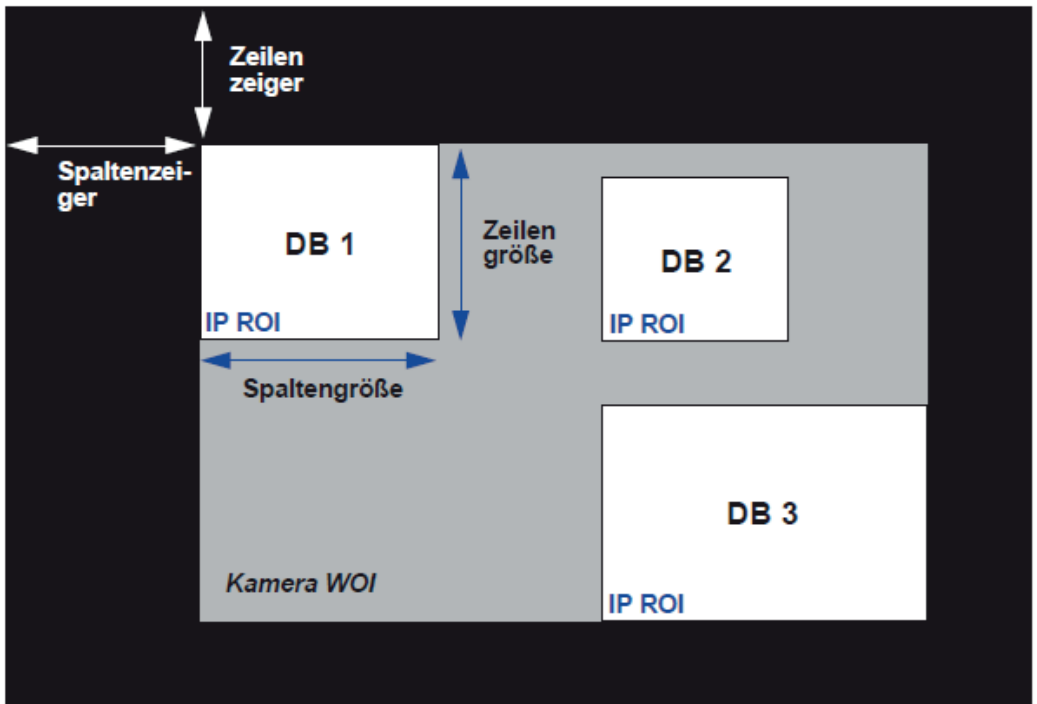 Zeilen
zeiger
Spaltenzei-
ger
DB 1
IP ROI
Zeilen
größe
Spaltengröße
DB 2
IP ROI
DB 3
IP ROI
Kamera WOI